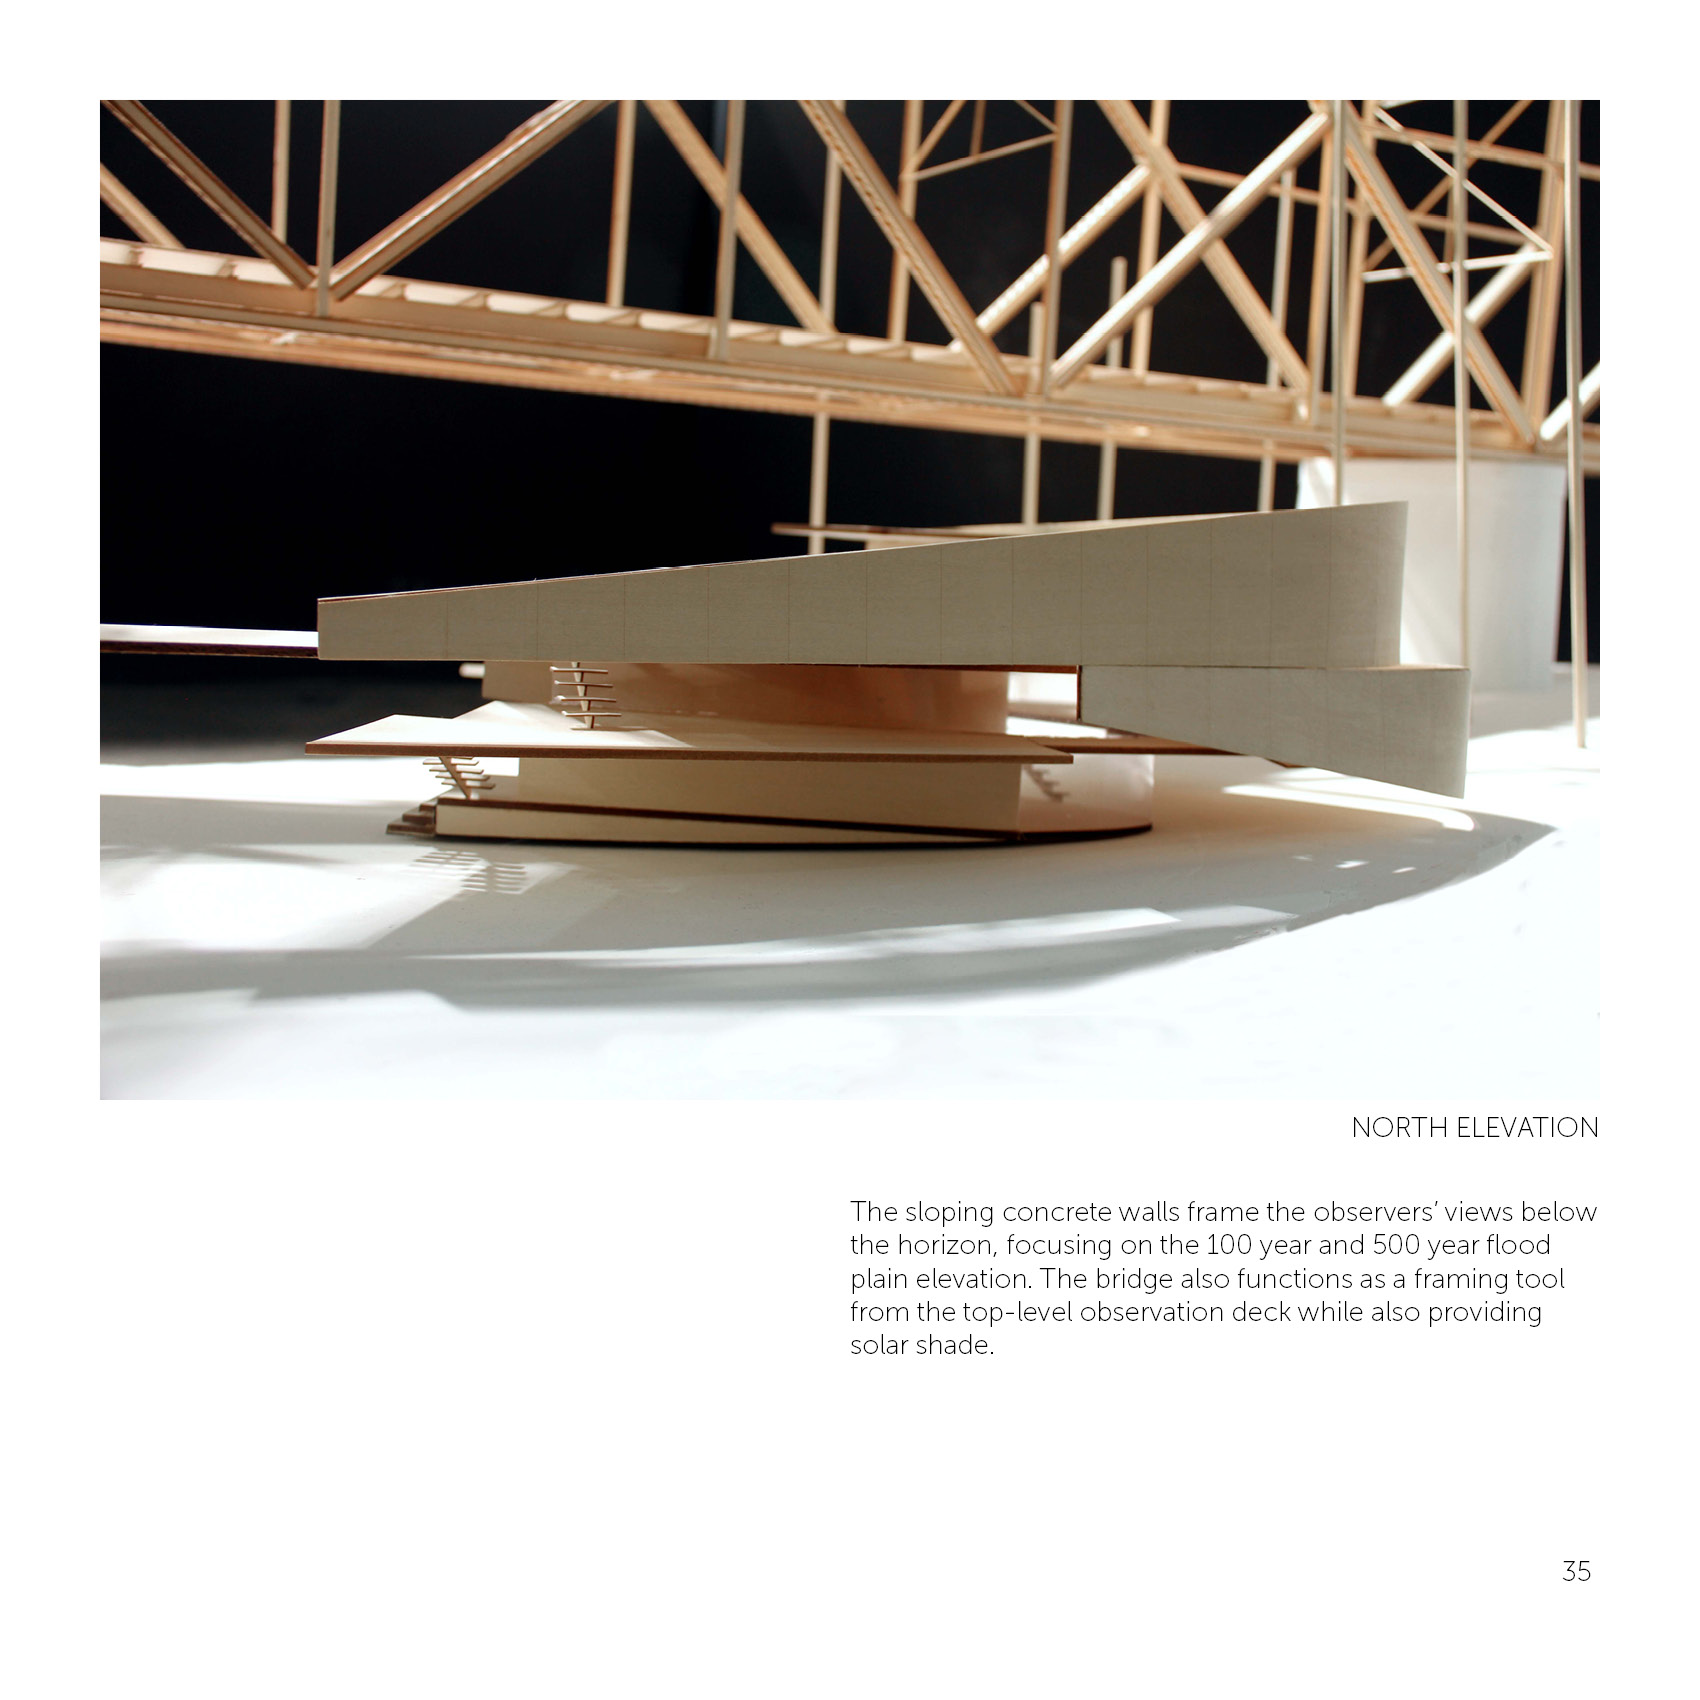 NORTH ELEVATION
The sloping concrete walls frame the observers’ views below
the horizon, focusing on the 100 year and 500 year flood
plain elevation. The bridge also functions as a framing tool
from the top-level observation deck while also providing
solar shade.
35